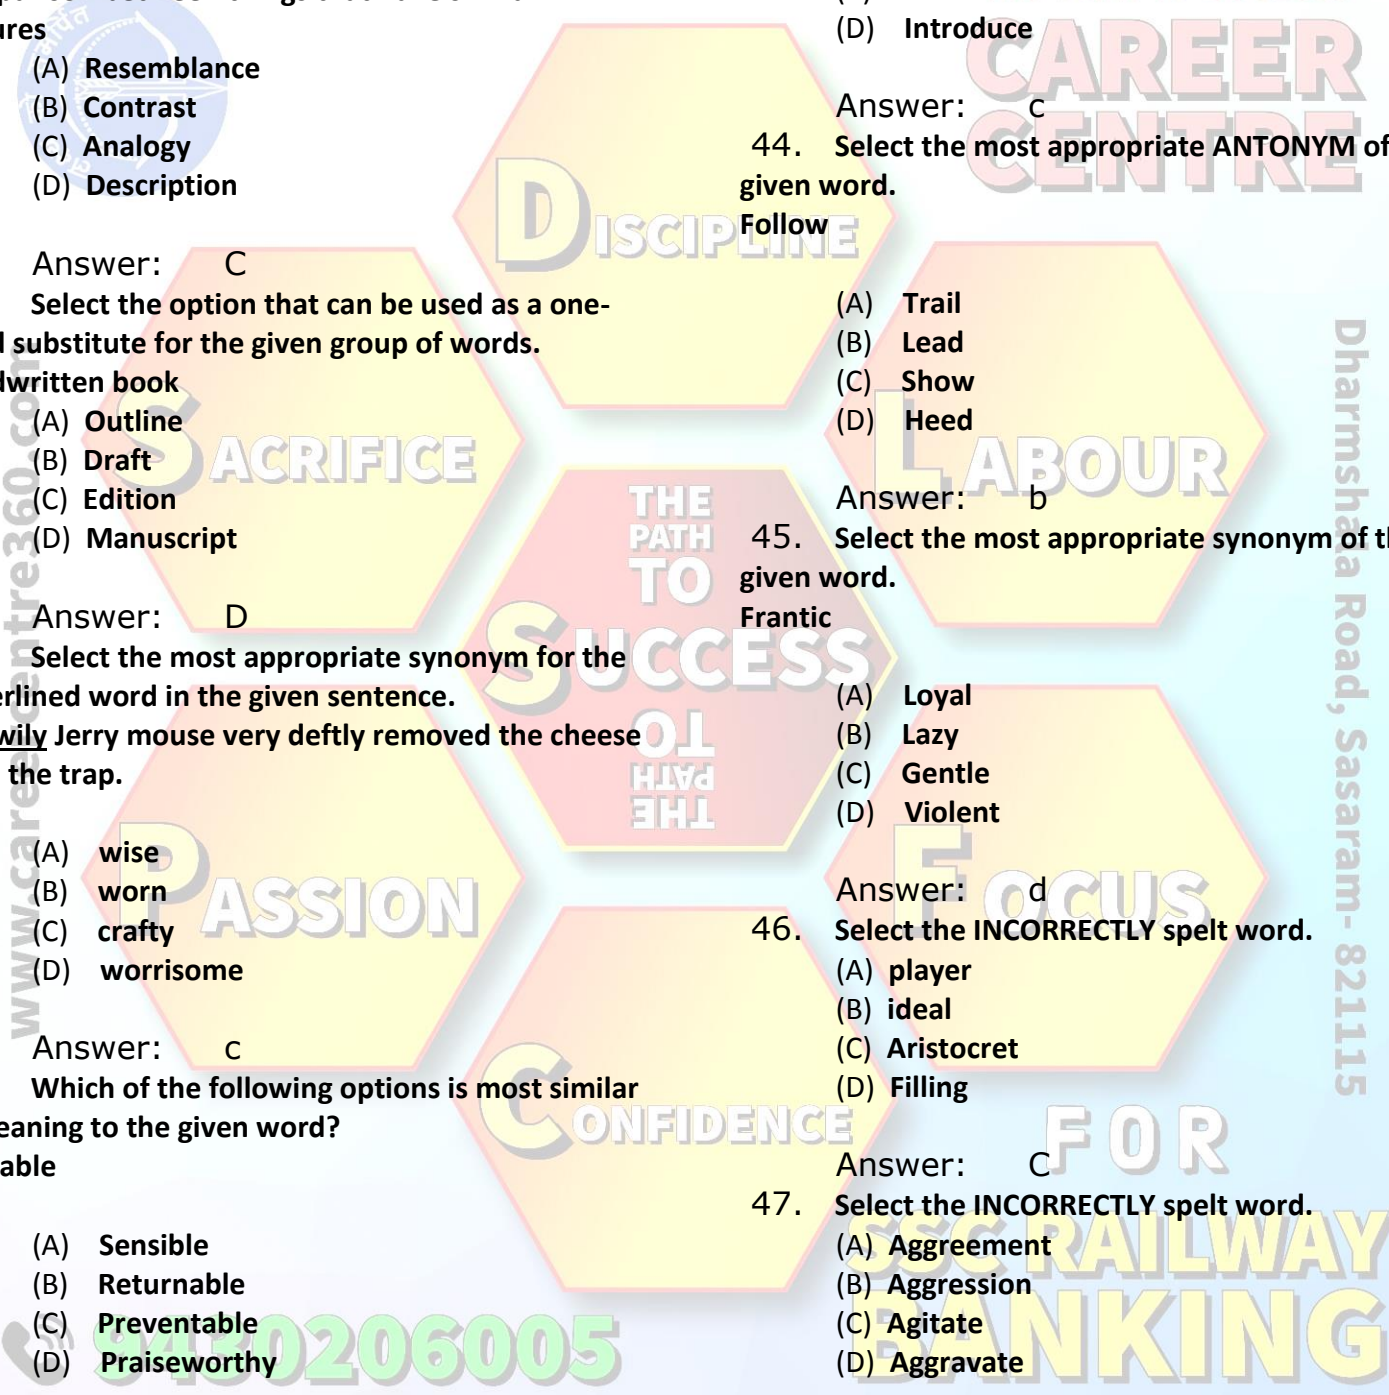 ures
(A) Resemblance
(B) Contrast
(C) Analogy
(D) Description
Answer: C
Select the option that can be used as a one-
substitute for the given group of words.
dwritten book
(A) Outline
(B) Draft
(C) Edition
(D) Manuscript
Answer: D
Select the most appropriate synonym for the
erlined word in the given sentence.
wily Jerry mouse very deftly removed the cheese
the trap.
(A) wise
(B) worn
(C) crafty
(D) worrisome
Answer: c
Which of the following options is most similar
eaning to the given word?
able
(A) Sensible
(B) Returnable
(C) Preventable
(D) Praiseworthy
(D) Introduce
Answer: c
44. Select the most appropriate ANTONYM of
given word.
Follow
(A) Trail
(B) Lead
(C) Show
(D) Heed
Answer: b
45. Select the most appropriate synonym of th
given word.
Frantic
(A) Loyal
(B) Lazy
(C) Gentle
(D) Violent
Answer: d
46. Select the INCORRECTLY spelt word.
(A) player
(B) ideal
(C) Aristocret
(D) Filling
Answer: C
47. Select the INCORRECTLY spelt word.
(A) Aggreement
(B) Aggression
(C) Agitate
(D) Aggravate
CAREER
CENTRE
DISCIPLINE
SACRIFICE
LABOUR
THE
PATH
TO
SUCCESS
TO
PATH
THE
PASSION
FOCUS
CONFIDENCE
FOR
SSC RAILWAY
BANKING
9430206005
www.careercentre360.com
Dharmshala Road, Sasaram- 821115